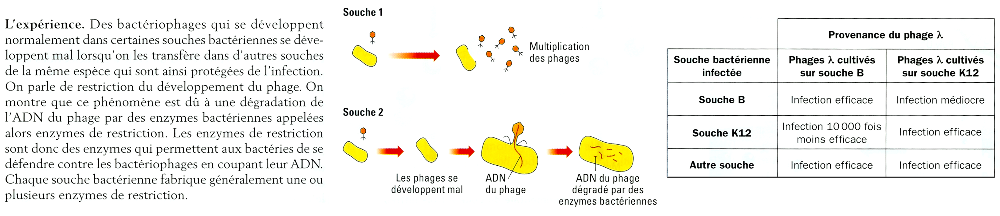 L'expérience. Des bactériophages qui se développent
normalement dans certaines souches bactériennes se déve-
loppent mal lorsqu'on les transfère dans d'autres souches
de la même espèce qui sont ainsi protégées de l'infection.
On parle de restriction du développement du phage. On
montre que ce phénomène est dû à une dégradation de
l'ADN du phage par des enzymes bactériennes appelées
alors enzymes de restriction. Les enzymes de restriction
sont donc des enzymes qui permettent aux bactéries de se
défendre contre les bactériophages en coupant leur ADN.
Chaque souche bactérienne fabrique généralement une ou
plusieurs enzymes de restriction.
Souche 1
Multiplication
des phages
Souche 2
Les phages se
développent mal
ADN
du phage
ADN du phage
dégradé par des
enzymes bactériennes
Provenance du phage λ
Souche bactérienne
infectée
Phages λ cultivés
sur souche B
Phages λ cultivés
sur souche K12
Souche B
Infection efficace
Infection médiocre
Souche K12
Infection 10 000 fois
moins efficace
Infection efficace
Autre souche
Infection efficace
Infection efficace